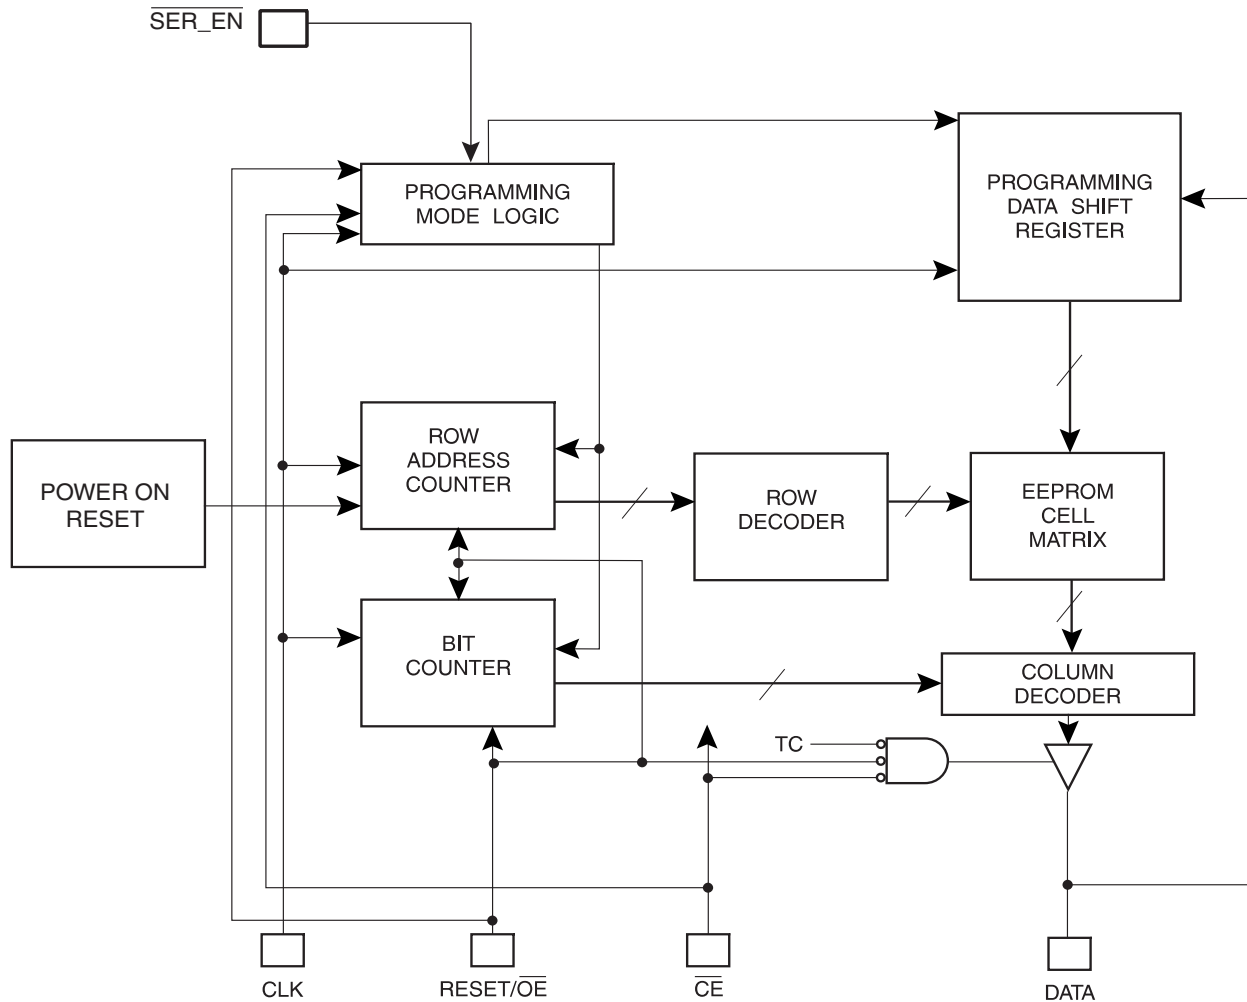 SER_EN
PROGRAMMING
MODE LOGIC
PROGRAMMING
DATA SHIFT
REGISTER
POWER ON
RESET
ROW
ADDRESS
COUNTER
ROW
DECODER
EEPROM
CELL
MATRIX
BIT
COUNTER
COLUMN
DECODER
TC
CLK
RESET/OE
CE
DATA